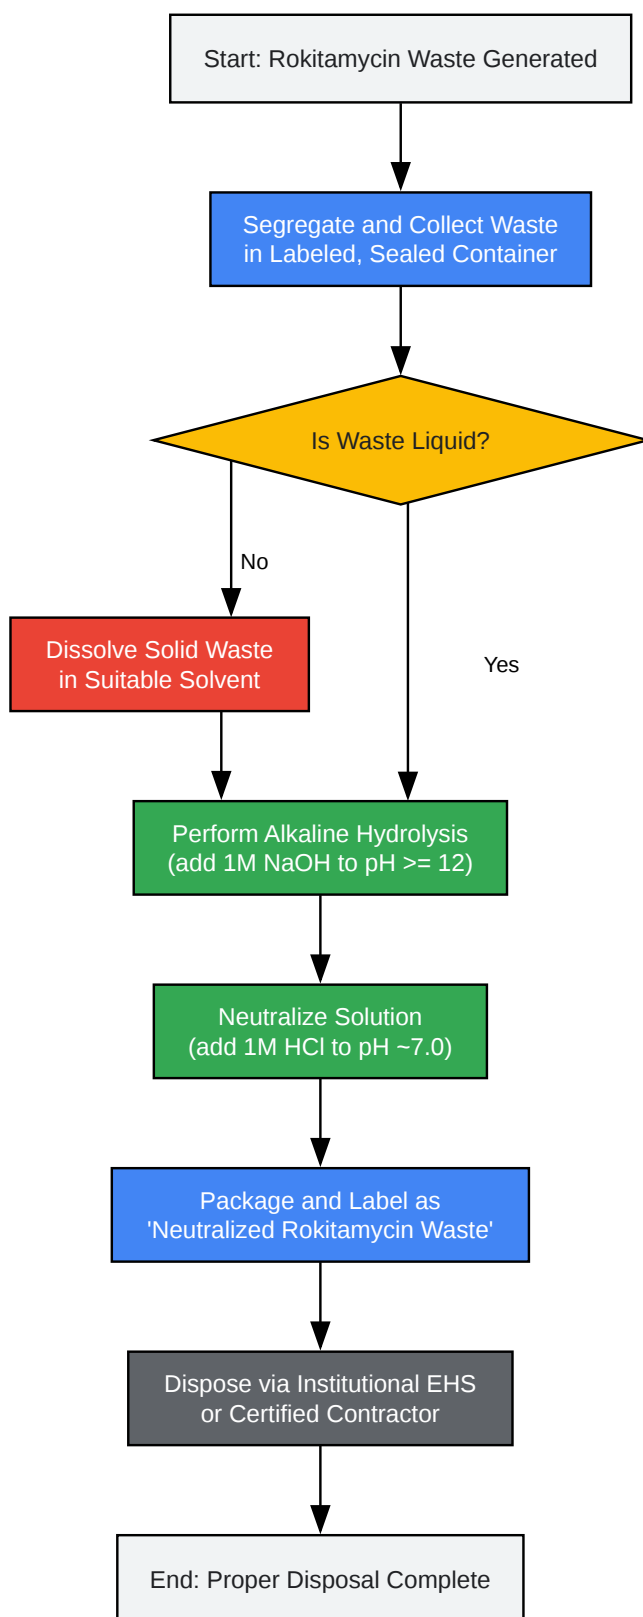 Start: Rokitamycin Waste Generated
Segregate and Collect Waste
in Labeled, Sealed Container
Is Waste Liquid?
No
Dissolve Solid Waste
in Suitable Solvent
Yes
Perform Alkaline Hydrolysis
(add 1M NaOH to pH >= 12)
Neutralize Solution
(add 1M HCl to pH ~7.0)
Package and Label as
'Neutralized Rokitamycin Waste'
Dispose via Institutional EHS
or Certified Contractor
End: Proper Disposal Complete